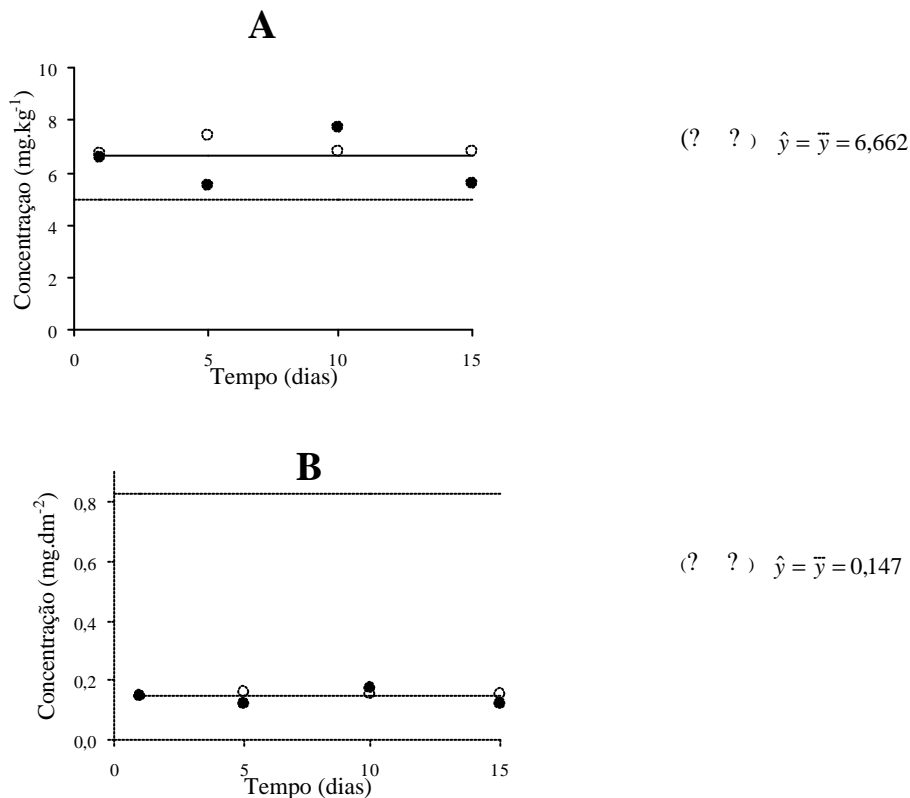 A
10
8
6
4
2
0
Concentraçao (mg.kg⁻¹)
0 5 10 15
Tempo (dias)
(? ? ) ŷ = y̿ = 6,662
B
0,8
0,6
0,4
0,2
0,0
Concentração (mg.dm⁻²)
0 5 10 15
Tempo (dias)
(? ? ) ŷ = y̿ = 0,147